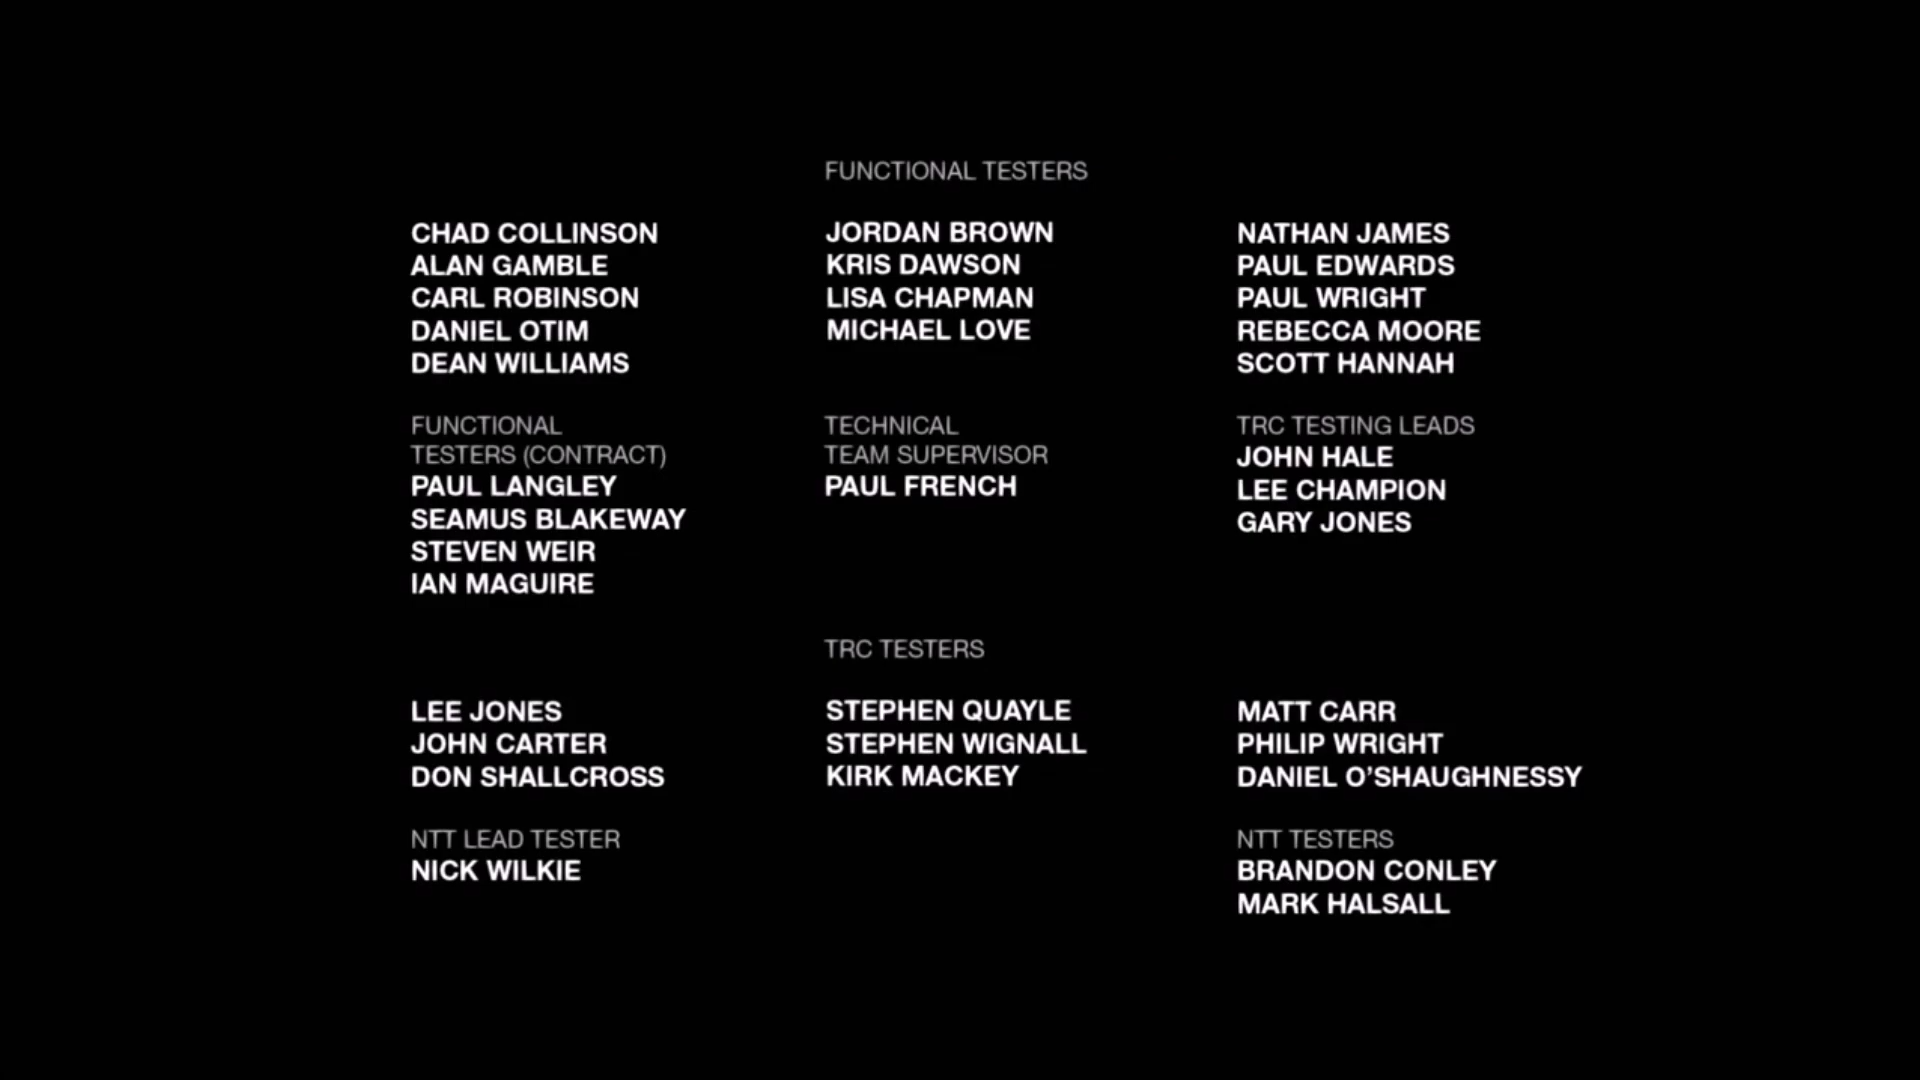 FUNCTIONAL TESTERS
CHAD COLLINSON
ALAN GAMBLE
CARL ROBINSON
DANIEL OTIM
DEAN WILLIAMS
JORDAN BROWN
KRIS DAWSON
LISA CHAPMAN
MICHAEL LOVE
NATHAN JAMES
PAUL EDWARDS
PAUL WRIGHT
REBECCA MOORE
SCOTT HANNAH
FUNCTIONAL
TESTERS (CONTRACT)
PAUL LANGLEY
SEAMUS BLAKEWAY
STEVEN WEIR
IAN MAGUIRE
TECHNICAL
TEAM SUPERVISOR
PAUL FRENCH
TRC TESTING LEADS
JOHN HALE
LEE CHAMPION
GARY JONES
TRC TESTERS
LEE JONES
JOHN CARTER
DON SHALLCROSS
STEPHEN QUAYLE
STEPHEN WIGNALL
KIRK MACKEY
MATT CARR
PHILIP WRIGHT
DANIEL O’SHAUGHNESSY
NTT LEAD TESTER
NICK WILKIE
NTT TESTERS
BRANDON CONLEY
MARK HALSALL